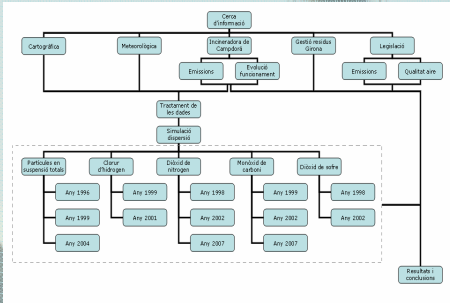 Cerca
d'informació
Cartogràfica
Meteorològica
Incineradora de
Campdorà
Gestió residus
Girona
Legislació
Emissions
Evolució
funcionament
Emissions
Qualitat aire
Tractament de
les dades
Simulació
dispersió
Partícules en
suspensió totals
Clorur
d'hidrogen
Diòxid de
nitrogen
Monòxid de
carboni
Diòxid de sofre
Any 1996
Any 1999
Any 1998
Any 1999
Any 1998
Any 1999
Any 2001
Any 2002
Any 2002
Any 2002
Any 2004
Any 2007
Any 2007
Resultats i
conclusions